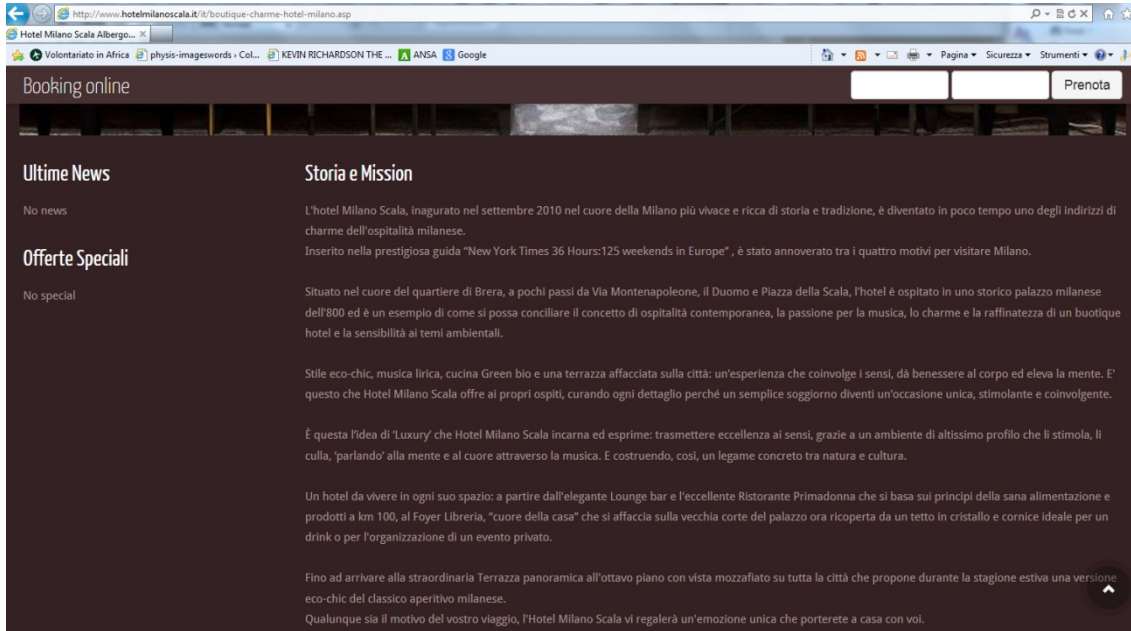 http://www.hotelmilanoscala.it/it/boutique-charme-hotel-milano.asp
Hotel Milano Scala Albergo...
Volontariato in Africa physis-imageswords › Col... KEVIN RICHARDSON THE ... ANSA Google
Pagina Sicurezza Strumenti
Booking online
Prenota
Ultime News
No news
Offerte Speciali
No special
Storia e Mission
L'hotel Milano Scala, inagurato nel settembre 2010 nel cuore della Milano più vivace e ricca di storia e tradizione, è diventato in poco tempo uno degli indirizzi di
charme dell'ospitalità milanese.
Inserito nella prestigiosa guida “New York Times 36 Hours:125 weekends in Europe” , è stato annoverato tra i quattro motivi per visitare Milano.
Situato nel cuore del quartiere di Brera, a pochi passi da Via Montenapoleone, il Duomo e Piazza della Scala, l'hotel è ospitato in uno storico palazzo milanese
dell'800 ed è un esempio di come si possa conciliare il concetto di ospitalità contemporanea, la passione per la musica, lo charme e la raffinatezza di un buotique
hotel e la sensibilità ai temi ambientali.
Stile eco-chic, musica lirica, cucina Green bio e una terrazza affacciata sulla città: un’esperienza che coinvolge i sensi, dà benessere al corpo ed eleva la mente. E'
questo che Hotel Milano Scala offre ai propri ospiti, curando ogni dettaglio perché un semplice soggiorno diventi un’occasione unica, stimolante e coinvolgente.
È questa l’idea di ‘Luxury’ che Hotel Milano Scala incarna ed esprime: trasmettere eccellenza ai sensi, grazie a un ambiente di altissimo profilo che li stimola, li
culla, ‘parlando’ alla mente e al cuore attraverso la musica. E costruendo, così, un legame concreto tra natura e cultura.
Un hotel da vivere in ogni suo spazio: a partire dall'elegante Lounge bar e l'eccellente Ristorante Primadonna che si basa sui principi della sana alimentazione e
prodotti a km 100, al Foyer Libreria, “cuore della casa” che si affaccia sulla vecchia corte del palazzo ora ricoperta da un tetto in cristallo e cornice ideale per un
drink o per l'organizzazione di un evento privato.
Fino ad arrivare alla straordinaria Terrazza panoramica all'ottavo piano con vista mozzafiato su tutta la città che propone durante la stagione estiva una versione
eco-chic del classico aperitivo milanese.
Qualunque sia il motivo del vostro viaggio, l'Hotel Milano Scala vi regalerà un'emozione unica che porterete a casa con voi.